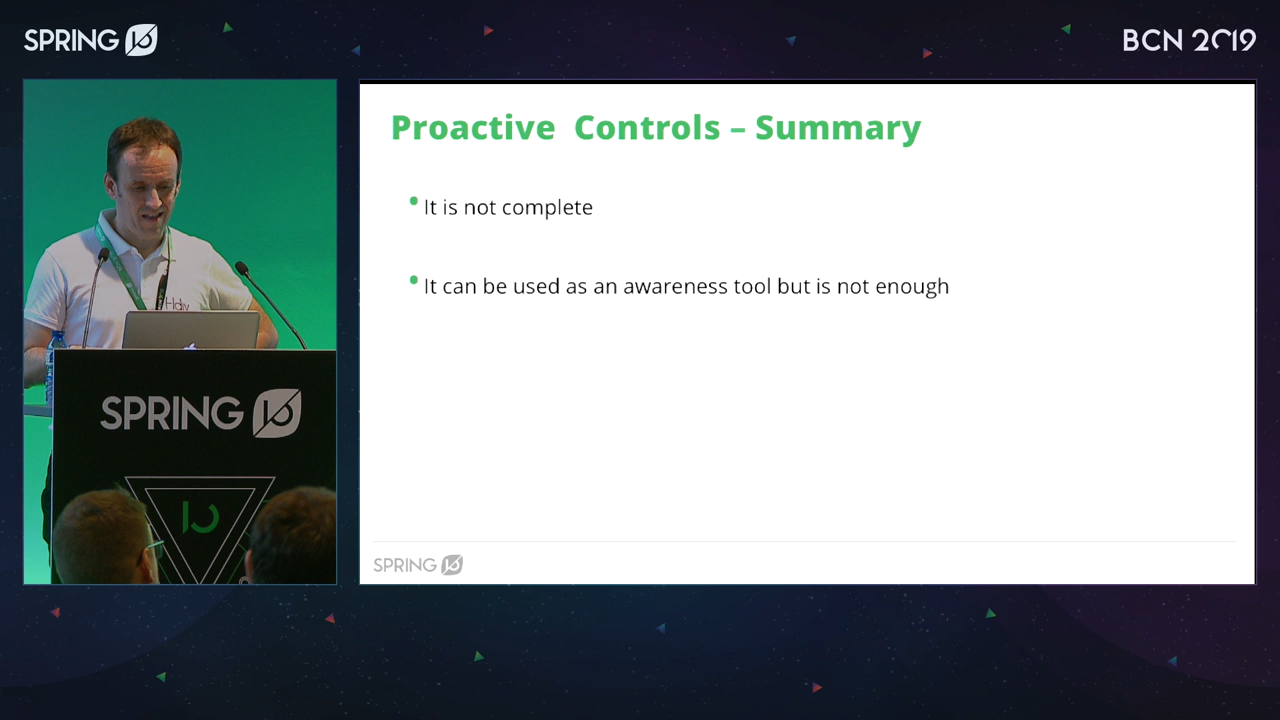 SPRING IO
BCN 2019
Proactive Controls – Summary
It is not complete
It can be used as an awareness tool but is not enough
SPRING IO
SPRING IO
IO